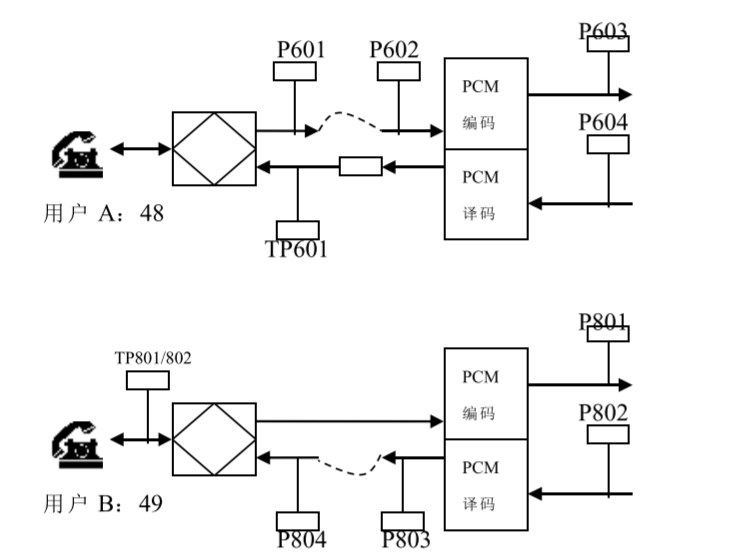 P603
P601
P602
PCM
编码
P604
PCM
译码
用户 A：48
TP601
P801
TP801/802
PCM
编码
P802
PCM
译码
用户 B：49
P804
P803